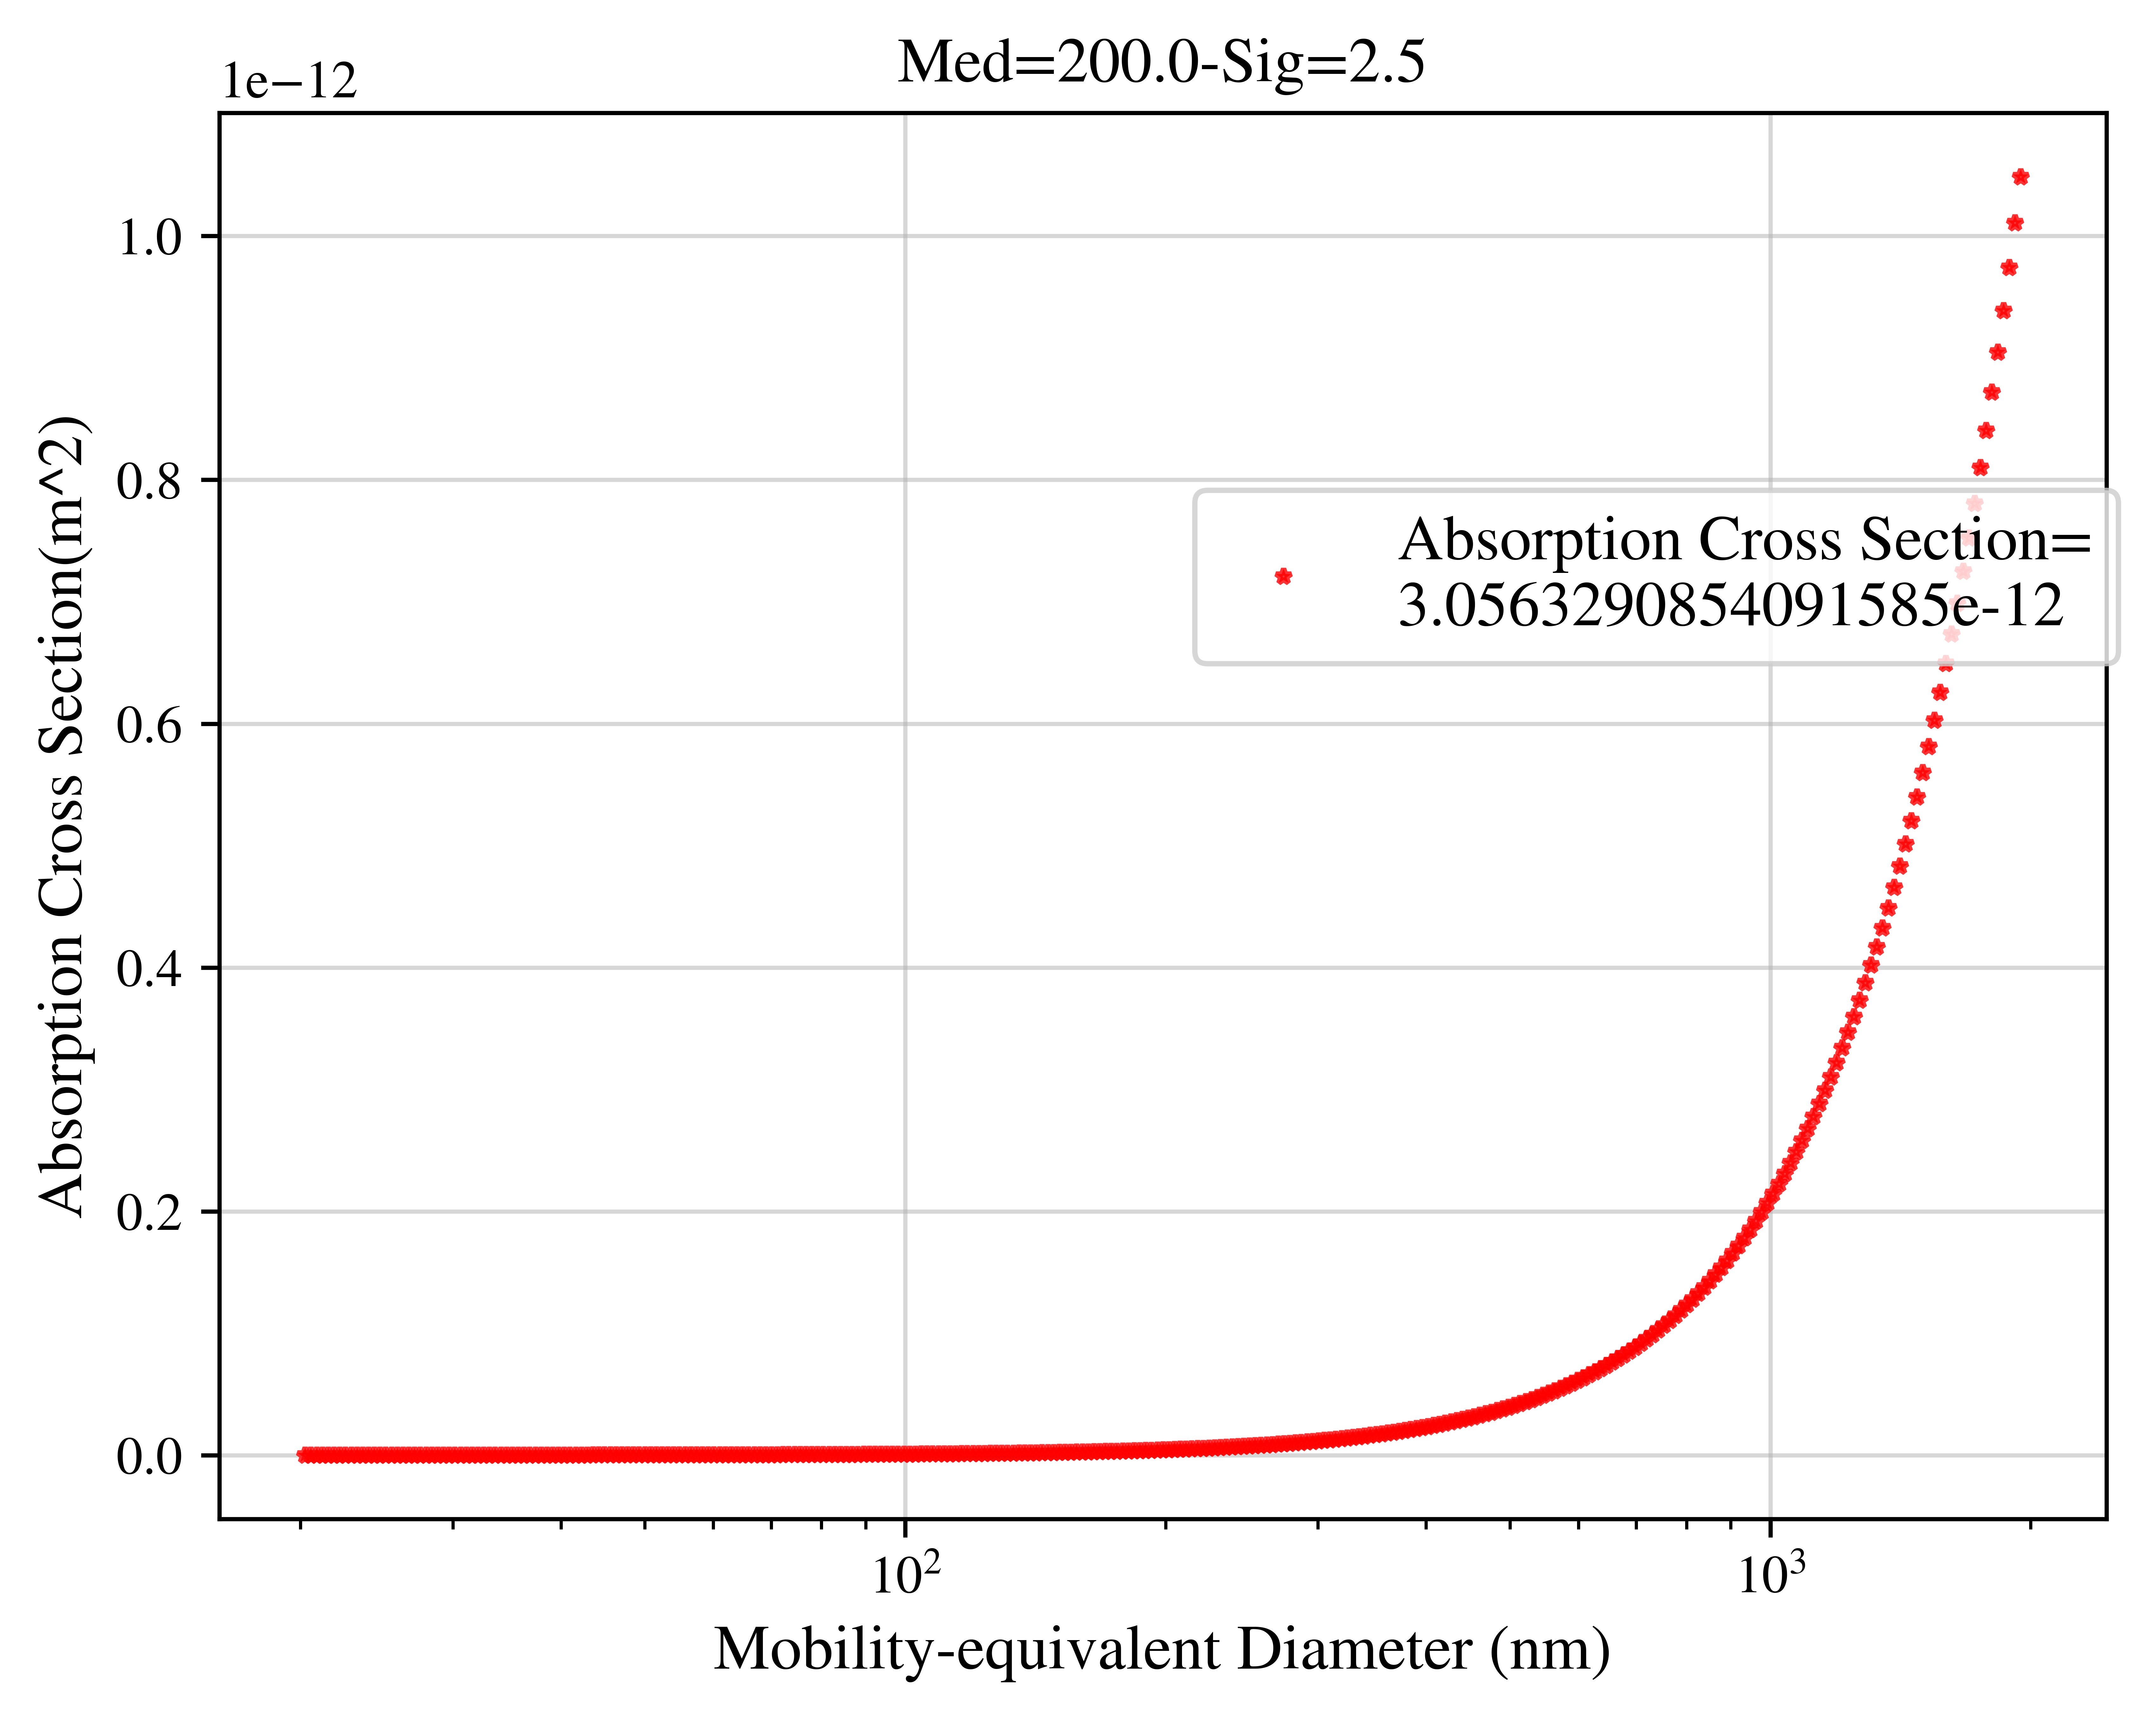 Med=200.0-Sig=2.5
1e−12
1.0
0.8
0.6
0.4
0.2
0.0
Absorption Cross Section(m^2)
Absorption Cross Section=
3.0563290854091585e-12
10²
10³
Mobility-equivalent Diameter (nm)